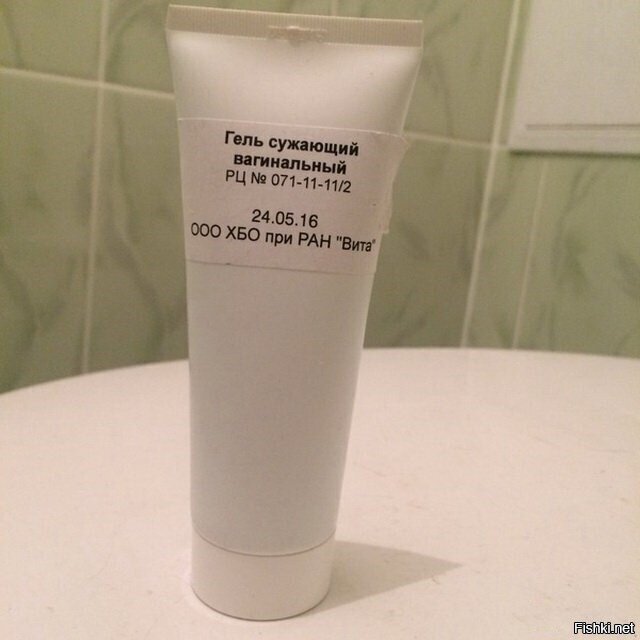 Гель сужающий
вагинальный
РЦ № 071-11-11/2
24.05.16
ООО ХБО при РАН "Вита"
Fishki.net